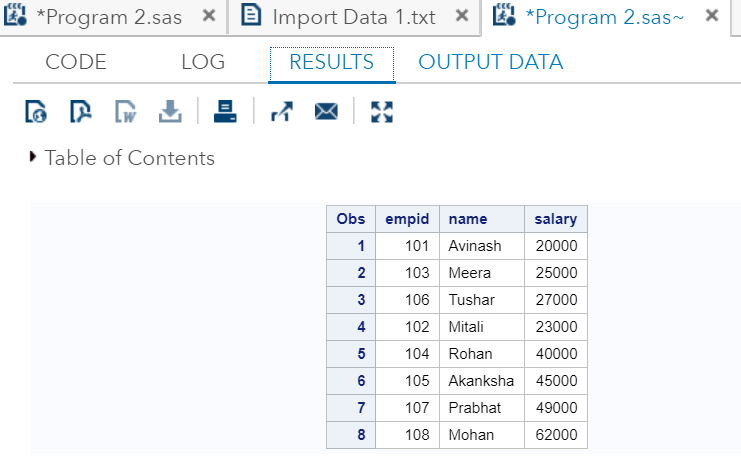 *Program 2.sas × Import Data 1.txt × *Program 2.sas~ ×
CODE LOG RESULTS OUTPUT DATA
Table of Contents
Obs empid name salary
1 101 Avinash 20000
2 103 Meera 25000
3 106 Tushar 27000
4 102 Mitali 23000
5 104 Rohan 40000
6 105 Akanksha 45000
7 107 Prabhat 49000
8 108 Mohan 62000